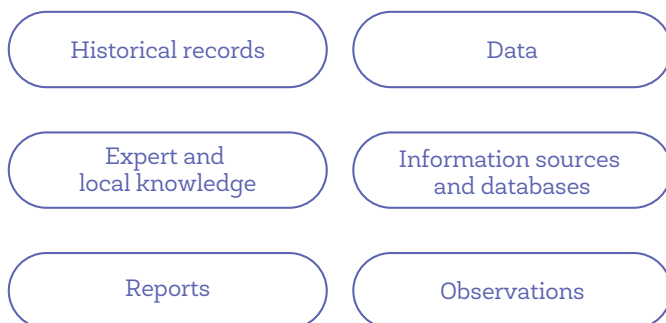 Historical records
Data
Expert and
local knowledge
Information sources
and databases
Reports
Observations